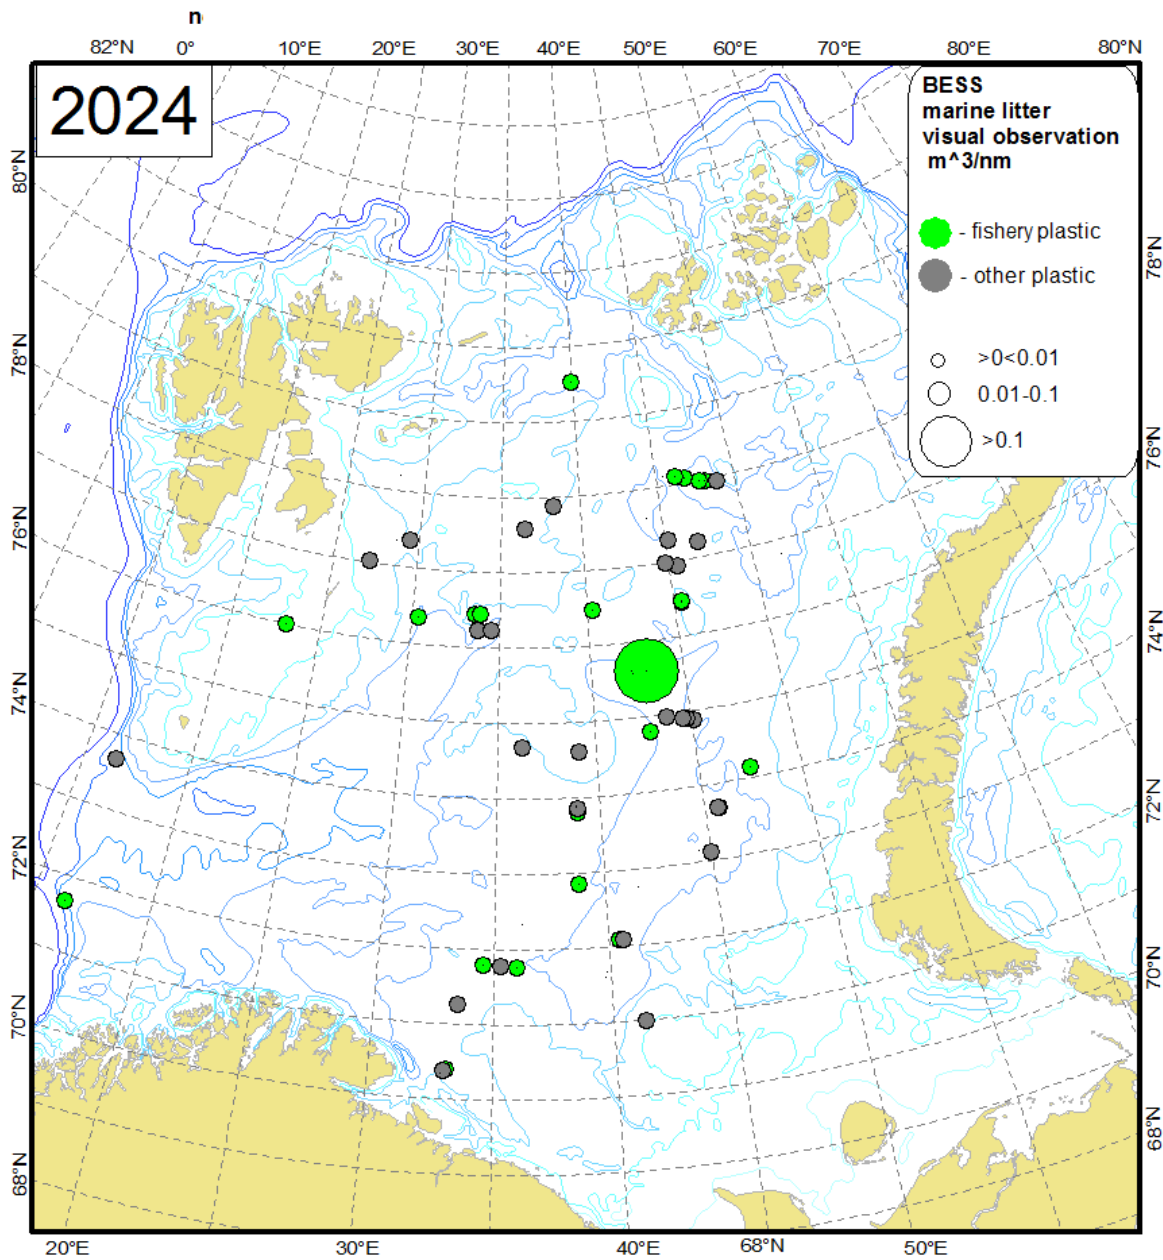 n
82°N 0° 10°E 20°E 30°E 40°E 50°E 60°E 70°E 80°E 80°N
2024
BESS
marine litter
visual observation
m^3/nm
- fishery plastic
- other plastic
>0<0.01
0.01-0.1
>0.1
80°N
78°N
76°N
74°N
72°N
70°N
68°N
78°N
76°N
74°N
72°N
70°N
68°N
20°E 30°E 40°E 68°N 50°E